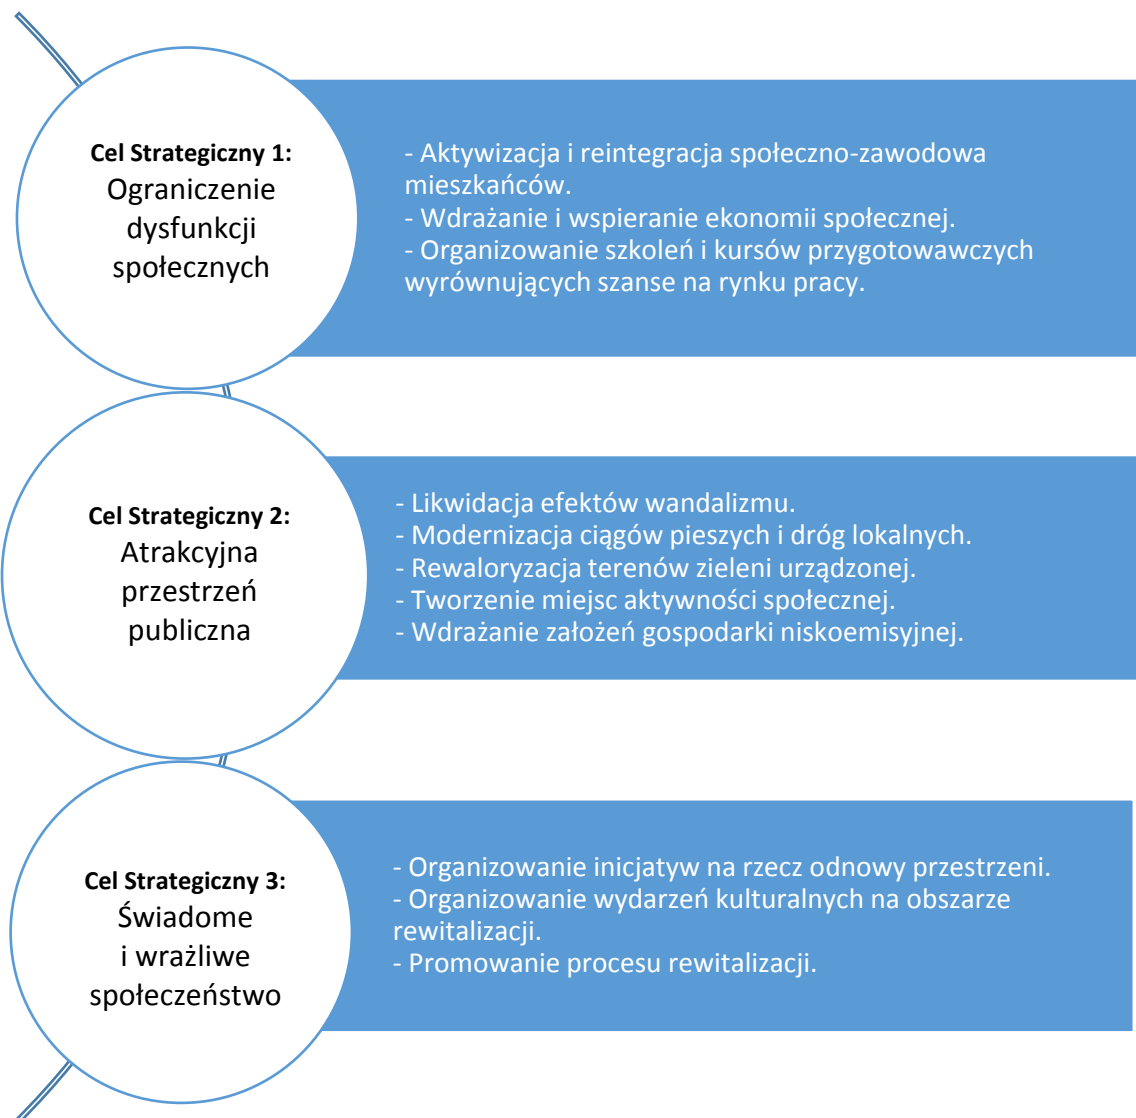 Cel Strategiczny 1:
Ograniczenie
dysfunkcji
społecznych
- Aktywizacja i reintegracja społeczno-zawodowa
mieszkańców.
- Wdrażanie i wspieranie ekonomii społecznej.
- Organizowanie szkoleń i kursów przygotowawczych
wyrównujących szanse na rynku pracy.
Cel Strategiczny 2:
Atrakcyjna
przestrzeń
publiczna
- Likwidacja efektów wandalizmu.
- Modernizacja ciągów pieszych i dróg lokalnych.
- Rewaloryzacja terenów zieleni urządzonej.
- Tworzenie miejsc aktywności społecznej.
- Wdrażanie założeń gospodarki niskoemisyjnej.
Cel Strategiczny 3:
Świadome
i wrażliwe
społeczeństwo
- Organizowanie inicjatyw na rzecz odnowy przestrzeni.
- Organizowanie wydarzeń kulturalnych na obszarze
rewitalizacji.
- Promowanie procesu rewitalizacji.